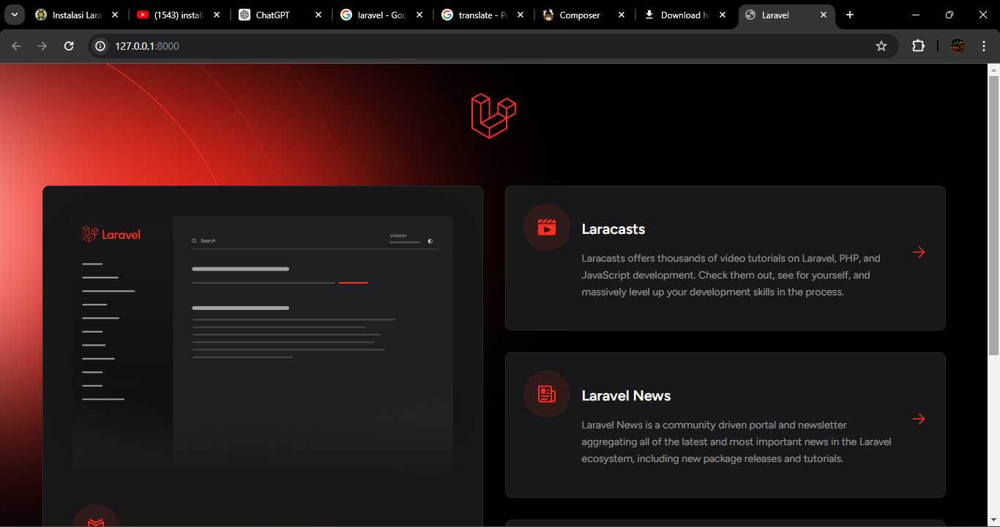 Instalasi Lara
(1543) install
ChatGPT
laravel - Goo
translate - Pe
Composer
Download hi
Laravel
127.0.0.1:8000
Laravel
Search
VERSION
Laracasts
Laracasts offers thousands of video tutorials on Laravel, PHP, and
JavaScript development. Check them out, see for yourself, and
massively level up your development skills in the process.
Laravel News
Laravel News is a community driven portal and newsletter
aggregating all of the latest and most important news in the Laravel
ecosystem, including new package releases and tutorials.